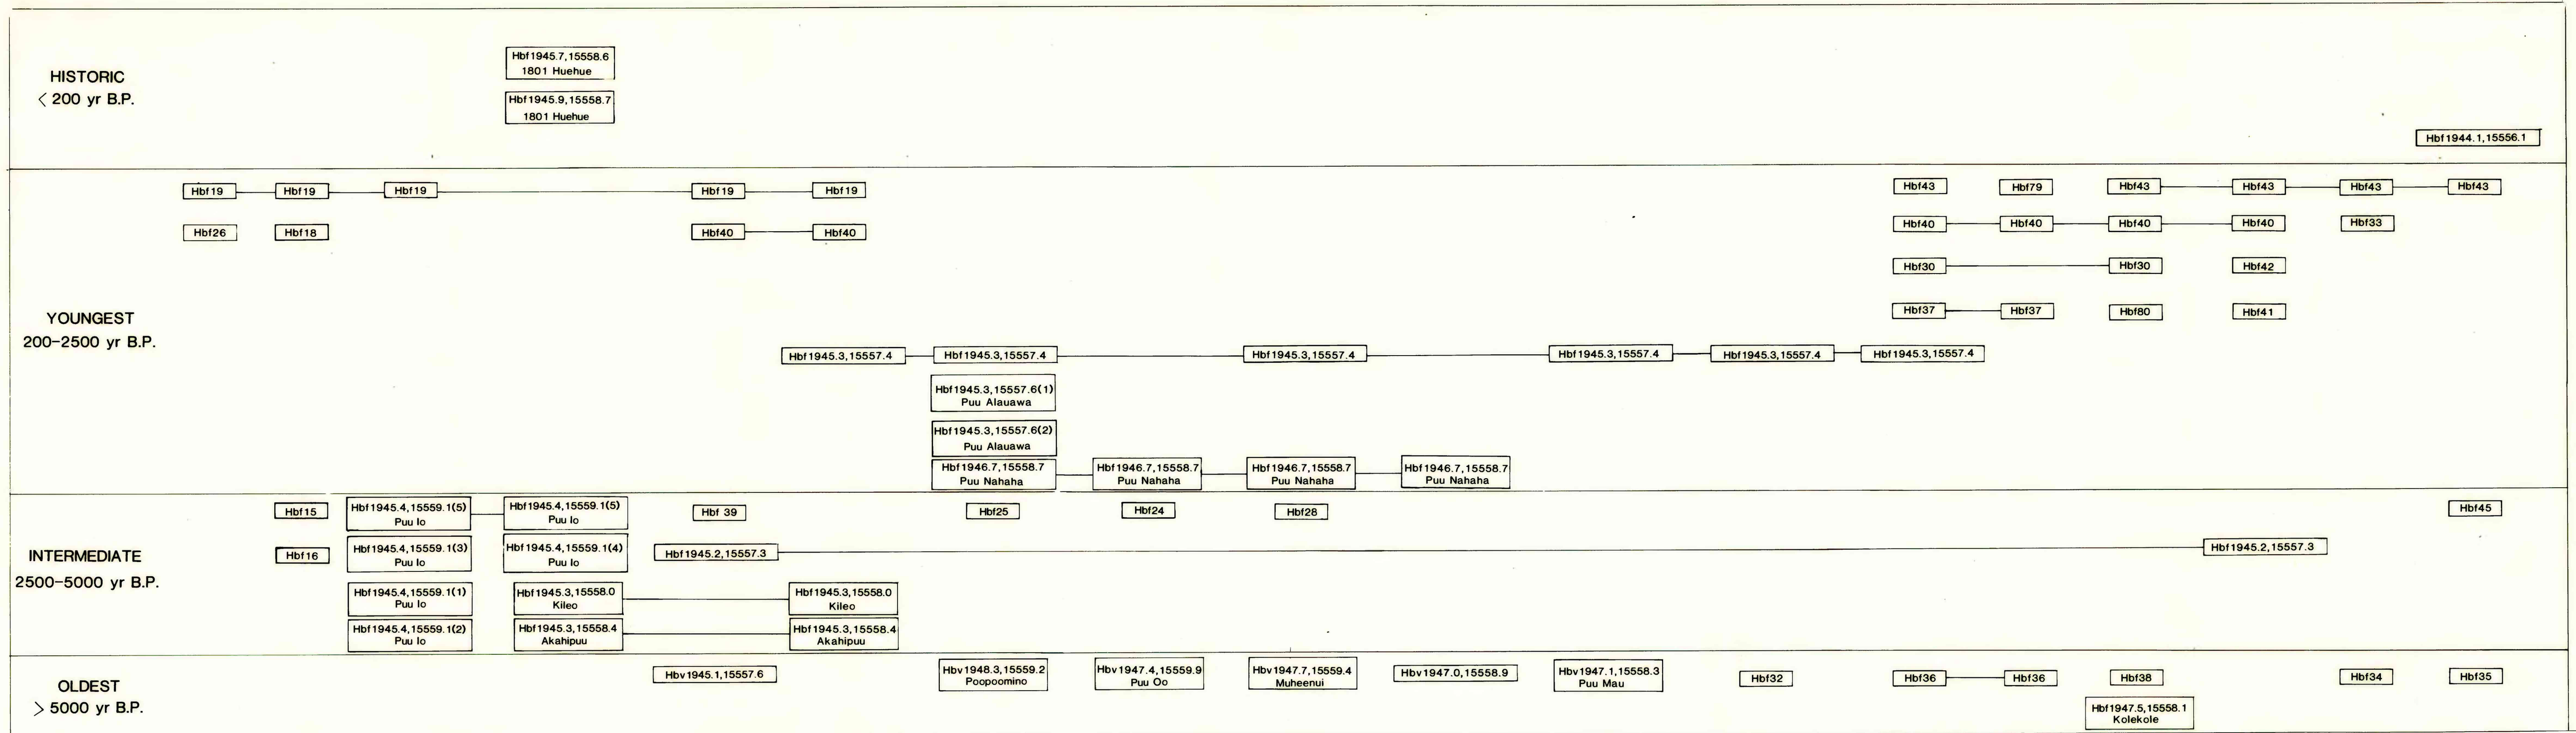 HISTORIC
< 200 yr B.P.
Hbf1945.7,15558.6
1801 Huehue
Hbf1945.9,15558.7
1801 Huehue
Hbf1944.1,15556.1
YOUNGEST
200-2500 yr B.P.
Hbf19 Hbf19 Hbf19 Hbf19 Hbf19 Hbf43 Hbf79 Hbf43 Hbf43 Hbf43 Hbf43
Hbf26 Hbf18 Hbf40 Hbf40 Hbf40 Hbf40 Hbf40 Hbf40 Hbf33
Hbf30 Hbf30 Hbf42
Hbf37 Hbf37 Hbf80 Hbf41
Hbf1945.3,15557.4 Hbf1945.3,15557.4 Hbf1945.3,15557.4 Hbf1945.3,15557.4 Hbf1945.3,15557.4 Hbf1945.3,15557.4
Hbf1945.3,15557.6(1)
Puu Alauawa
Hbf1945.3,15557.6(2)
Puu Alauawa
Hbf1946.7,15558.7 Hbf1946.7,15558.7 Hbf1946.7,15558.7 Hbf1946.7,15558.7
Puu Nahaha Puu Nahaha Puu Nahaha Puu Nahaha
INTERMEDIATE
2500-5000 yr B.P.
Hbf15 Hbf1945.4,15559.1(5) Hbf1945.4,15559.1(5) Hbf 39 Hbf25 Hbf24 Hbf28 Hbf45
Puu Io Puu Io
Hbf16 Hbf1945.4,15559.1(3) Hbf1945.4,15559.1(4) Hbf1945.2,15557.3 Hbf1945.2,15557.3
Puu Io Puu Io
Hbf1945.4,15559.1(1) Hbf1945.3,15558.0 Hbf1945.3,15558.0
Puu Io Kileo Kileo
Hbf1945.4,15559.1(2) Hbf1945.3,15558.4 Hbf1945.3,15558.4
Puu Io Akahipuu Akahipuu
OLDEST
> 5000 yr B.P.
Hbv1945.1,15557.6 Hbv1948.3,15559.2 Hbv1947.4,15559.9 Hbv1947.7,15559.4 Hbv1947.0,15558.9 Hbv1947.1,15558.3 Hbf32 Hbf36 Hbf36 Hbf38 Hbf34 Hbf35
Poopoomino Puu Oo Muheenui Puu Mau
Hbf1947.5,15558.1
Kolekole